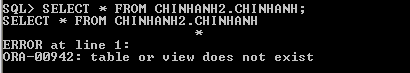 SQL> SELECT * FROM CHINHANH2.CHINHANH;
SELECT * FROM CHINHANH2.CHINHANH
*
ERROR at line 1:
ORA-00942: table or view does not exist